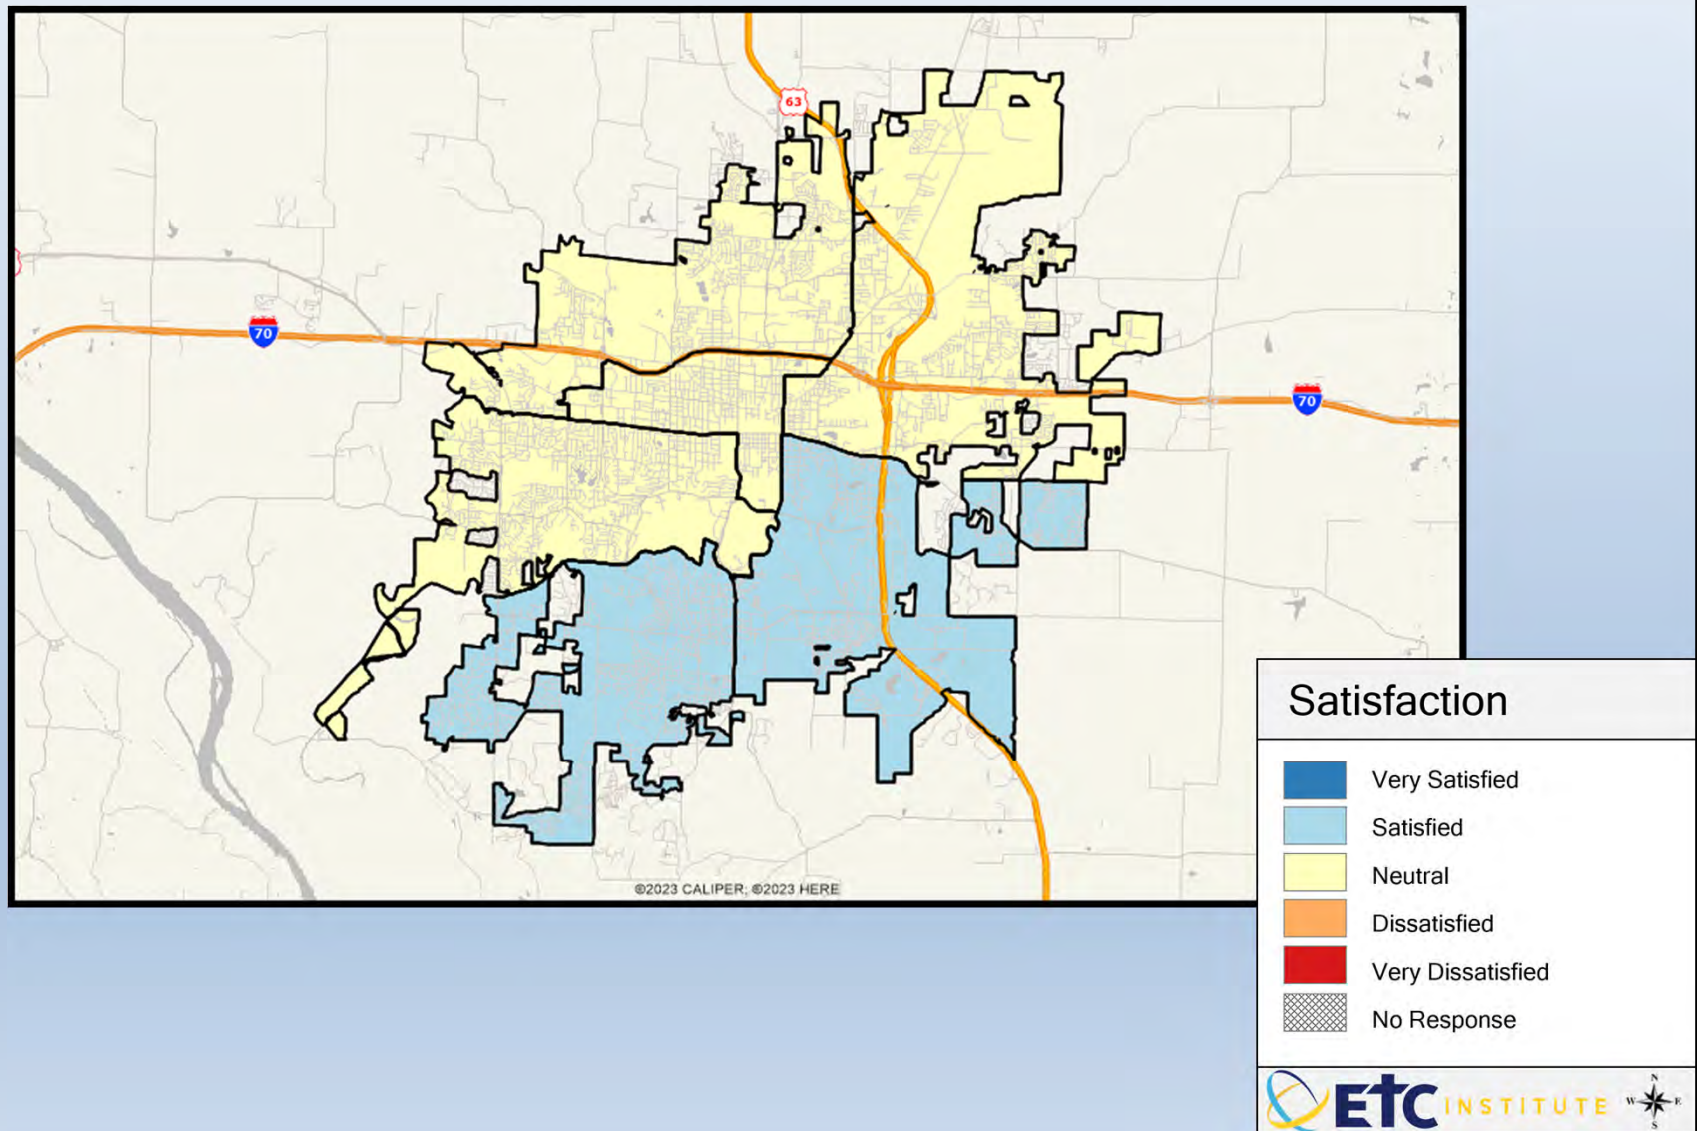 63
70
70
©2023 CALIPER; ©2023 HERE
Satisfaction
Very Satisfied
Satisfied
Neutral
Dissatisfied
Very Dissatisfied
No Response
ETC INSTITUTE
N
W E
S